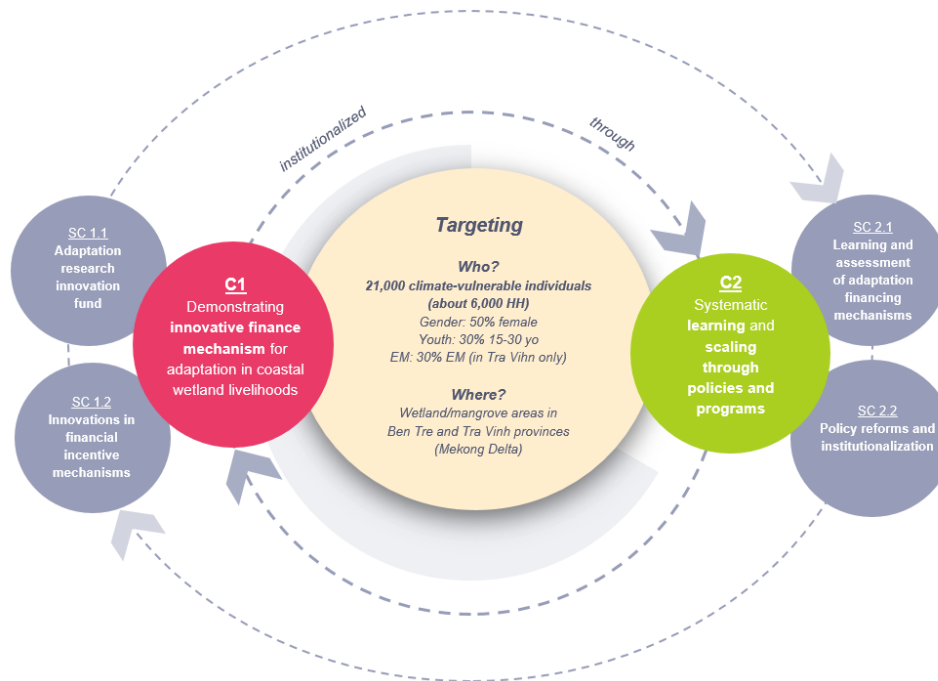 institutionalized
through
SC 1.1
Adaptation
research
innovation
fund
SC 1.2
Innovations in
financial
incentive
mechanisms
C1
Demonstrating
innovative finance
mechanism for
adaptation in coastal
wetland livelihoods
Targeting
Who?
21,000 climate-vulnerable individuals
(about 6,000 HH)
Gender: 50% female
Youth: 30% 15-30 yo
EM: 30% EM (in Tra Vihn only)
Where?
Wetland/mangrove areas in
Ben Tre and Tra Vinh provinces
(Mekong Delta)
C2
Systematic
learning and
scaling
through
policies and
programs
SC 2.1
Learning and
assessment
of adaptation
financing
mechanisms
SC 2.2
Policy reforms and
institutionalization